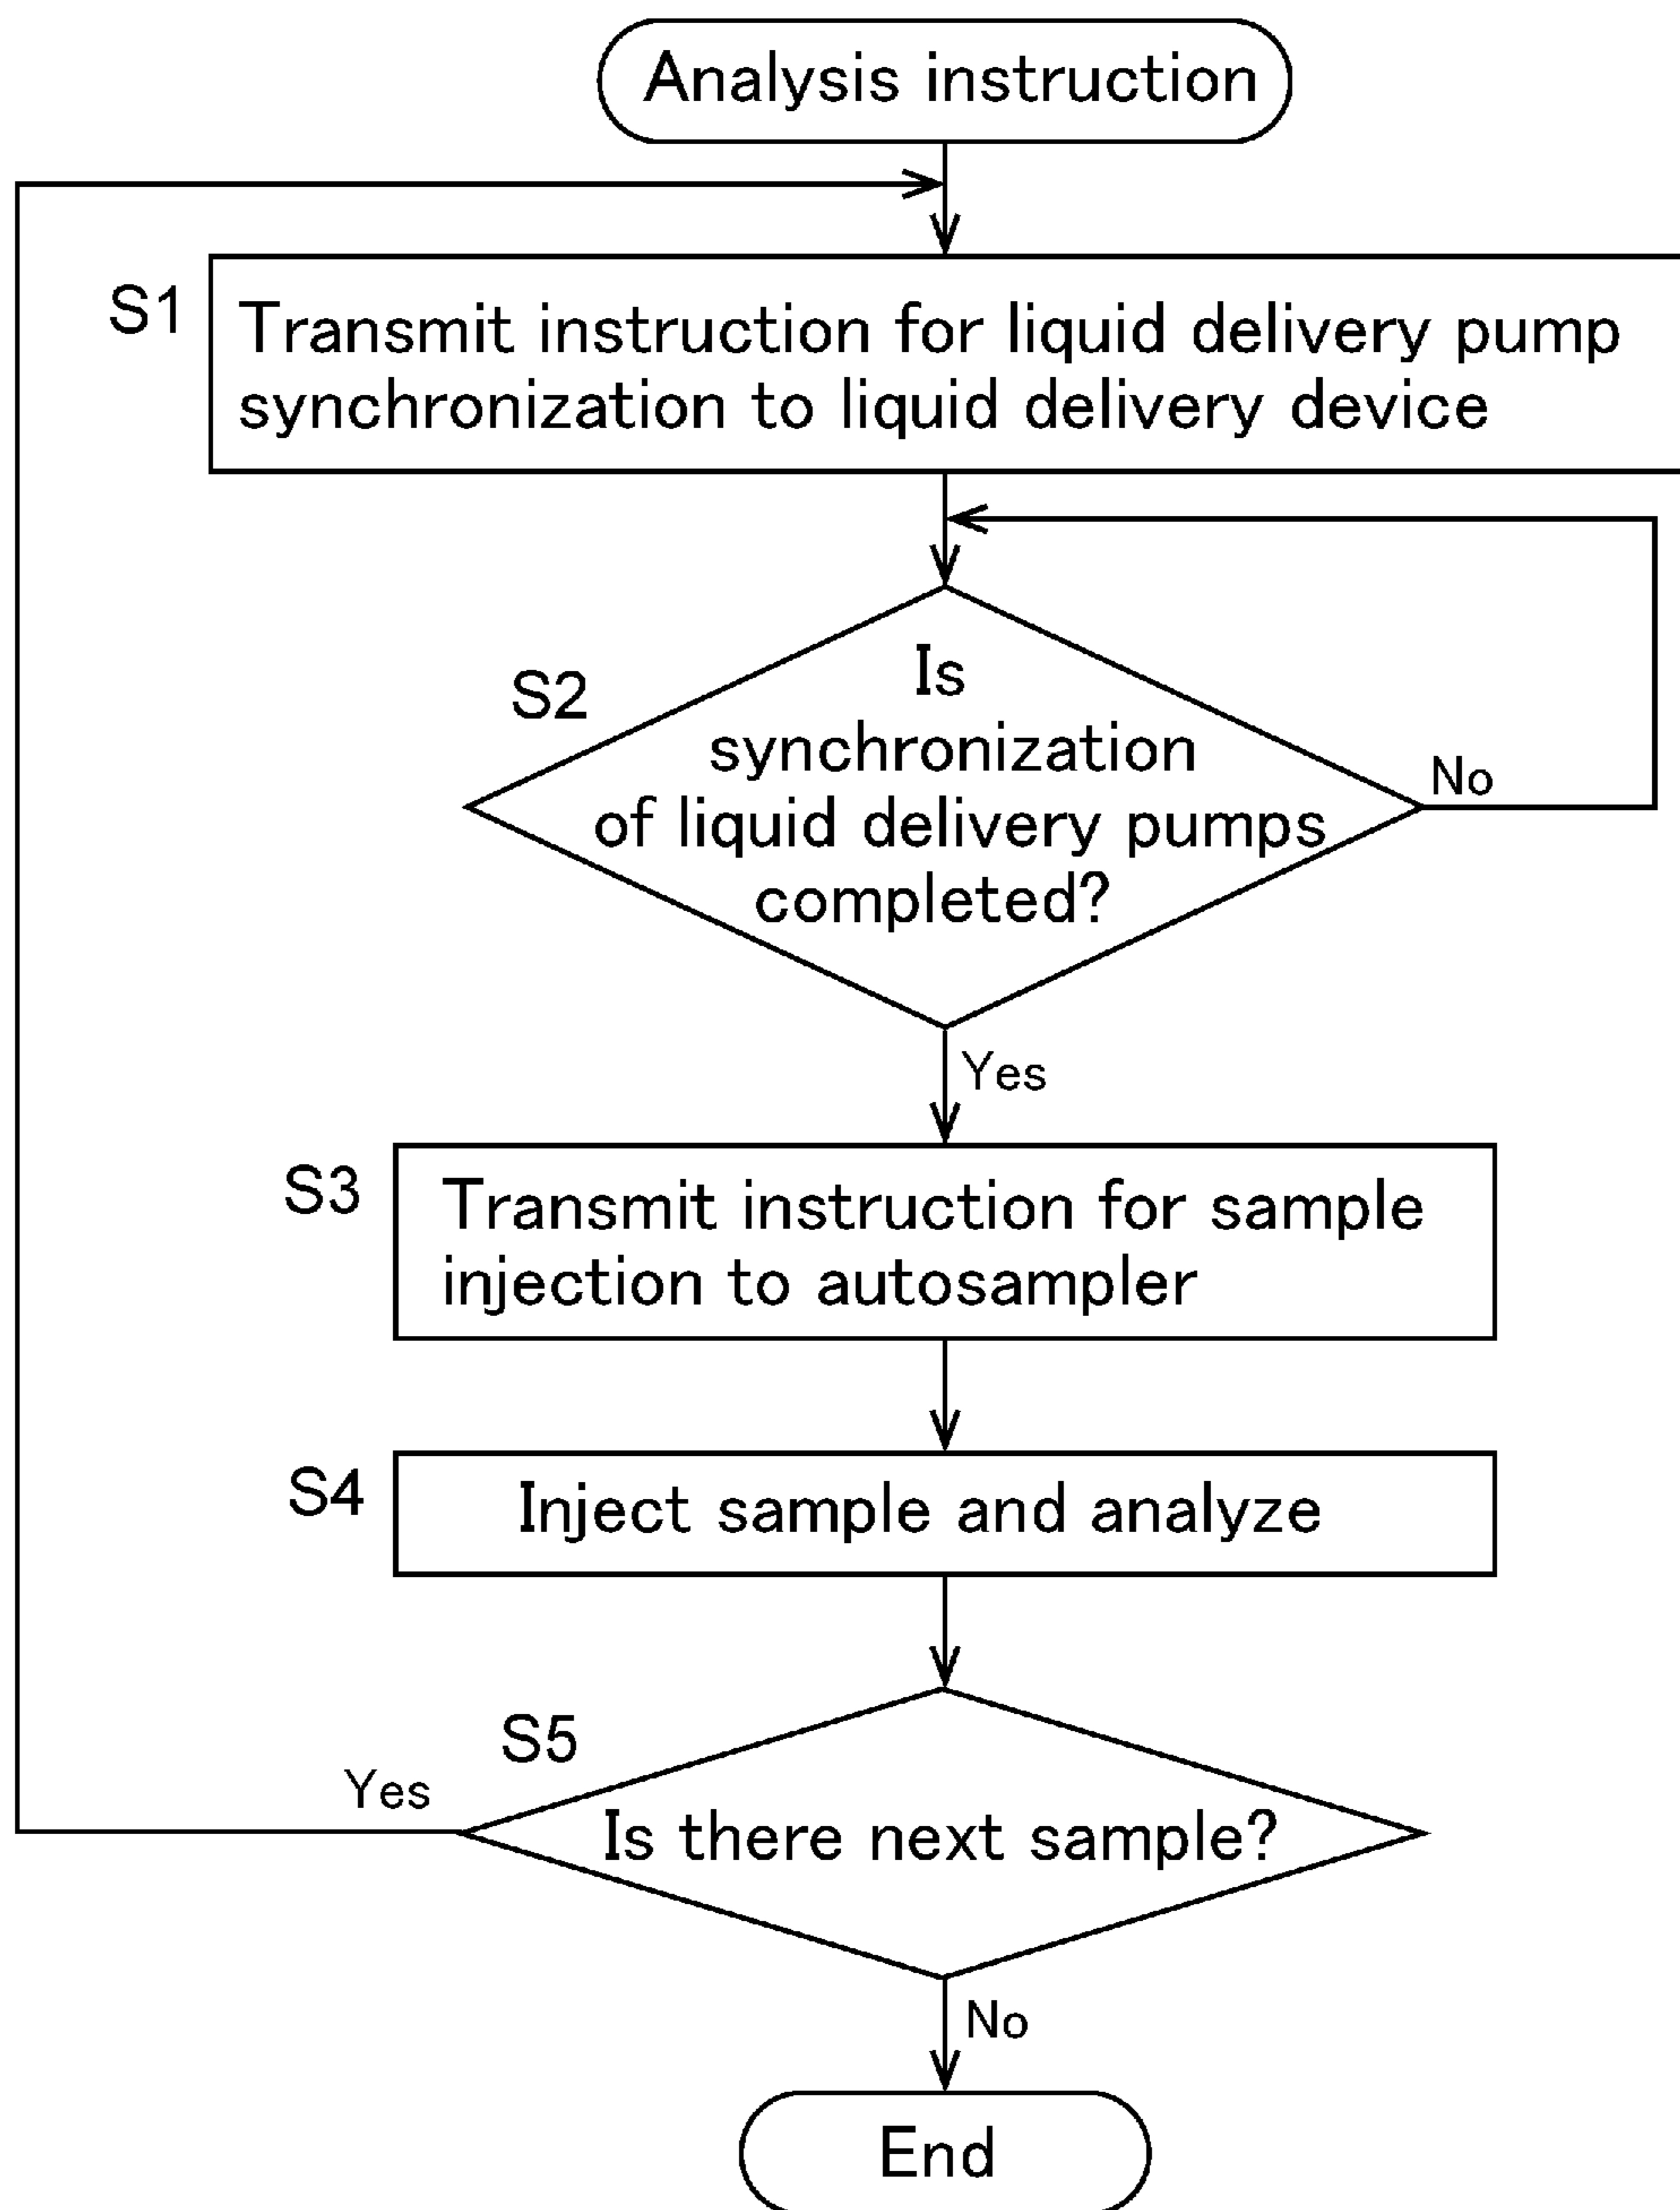 Analysis instruction
S1
Transmit instruction for liquid delivery pump
synchronization to liquid delivery device
S2
Is
synchronization
of liquid delivery pumps
completed?
No
Yes
S3
Transmit instruction for sample
injection to autosampler
S4
Inject sample and analyze
S5
Yes
Is there next sample?
No
End